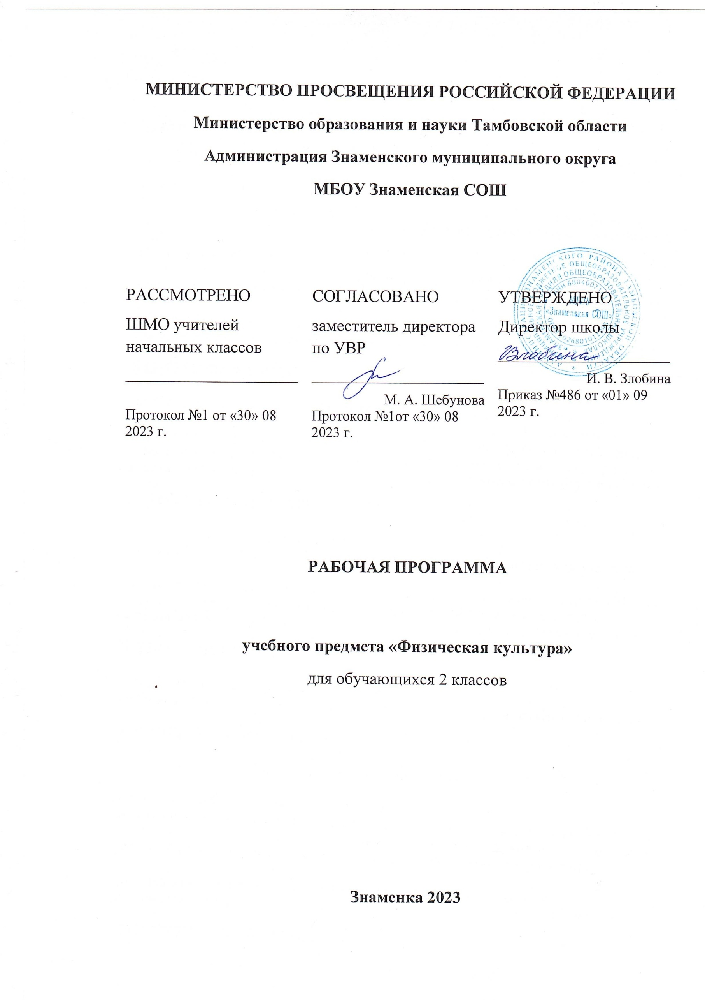 МИНИСТЕРСТВО ПРОСВЕЩЕНИЯ РОССИЙСКОЙ ФЕДЕРАЦИИ
Министерство образования и науки Тамбовской области
Администрация Знаменского муниципального округа
МБОУ Знаменская СОШ
РАССМОТРЕНО
ШМО учителей
начальных классов
Протокол №1 от «30» 08
2023 г.
СОГЛАСОВАНО
заместитель директора
по УВР
М. А. Шебунова
Протокол №1от «30» 08
2023 г.
УТВЕРЖДЕНО
«Знаменская СОШ»
Директор школы
И. В. Злобина
Приказ №486 от «01» 09
2023 г.
РАБОЧАЯ ПРОГРАММА
учебного предмета «Физическая культура»
для обучающихся 2 классов
Знаменка 2023